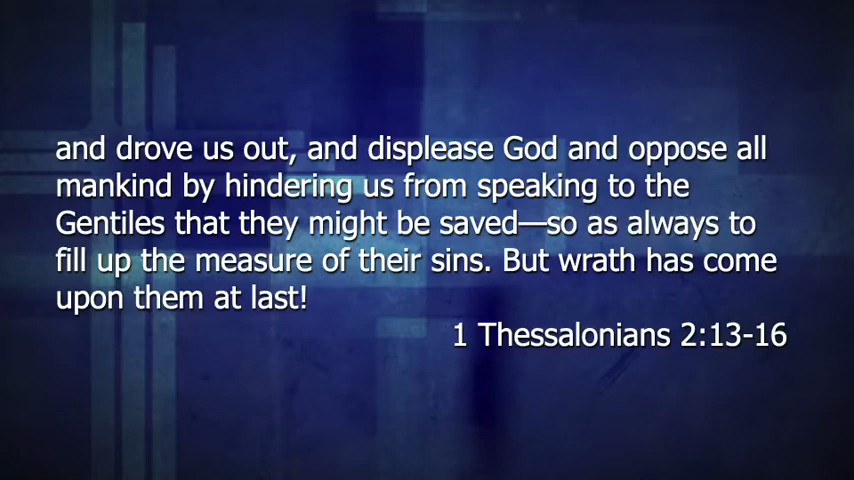 and drove us out, and displease God and oppose all
mankind by hindering us from speaking to the
Gentiles that they might be saved—so as always to
fill up the measure of their sins. But wrath has come
upon them at last!
1 Thessalonians 2:13-16